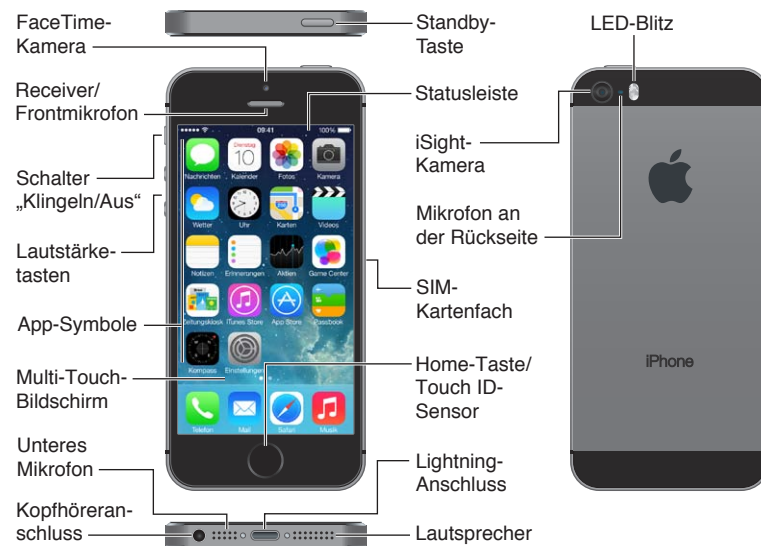 FaceTime-
Kamera
Receiver/
Frontmikrofon
Schalter
„Klingeln/Aus“
Lautstärke-
tasten
App-Symbole
Multi-Touch-
Bildschirm
Unteres
Mikrofon
Kopfhöreran-
schluss
09:41
100%
Dienstag
10
Nachrichten
Kalender
Fotos
Kamera
Wetter
Uhr
Karten
Videos
Notizen
Erinnerungen
Aktien
Game Center
Zeitungskiosk
iTunes Store
App Store
Passbook
Kompass
Einstellungen
Telefon
Mail
Safari
Musik
Standby-
Taste
Statusleiste
iSight-
Kamera
Mikrofon an
der Rückseite
SIM-
Kartenfach
Home-Taste/
Touch ID-
Sensor
Lightning-
Anschluss
Lautsprecher
LED-Blitz
iPhone